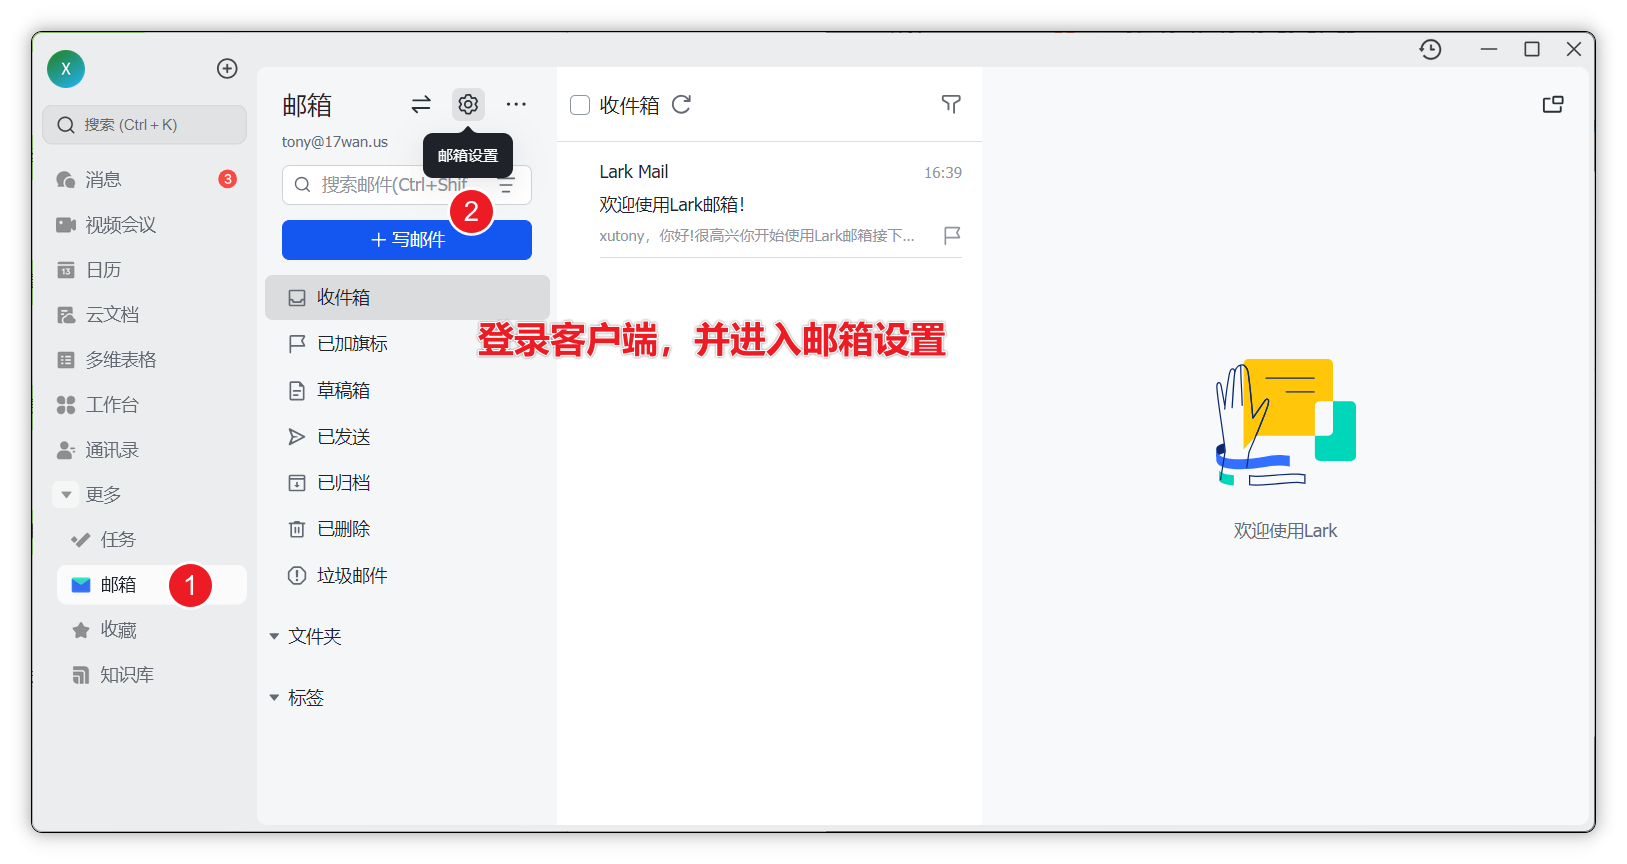 X
搜索 (Ctrl + K)
消息
3
视频会议
13
日历
云文档
多维表格
工作台
通讯录
更多
任务
邮箱
1
收藏
知识库
邮箱
tony@17wan.us
邮箱设置
搜索邮件(Ctrl+Shif
2
写邮件
收件箱
已加旗标
草稿箱
已发送
已归档
已删除
垃圾邮件
文件夹
标签
收件箱
Lark Mail
16:39
欢迎使用Lark邮箱!
xutony，你好!很高兴你开始使用Lark邮箱接下...
登录客户端，并进入邮箱设置
欢迎使用Lark